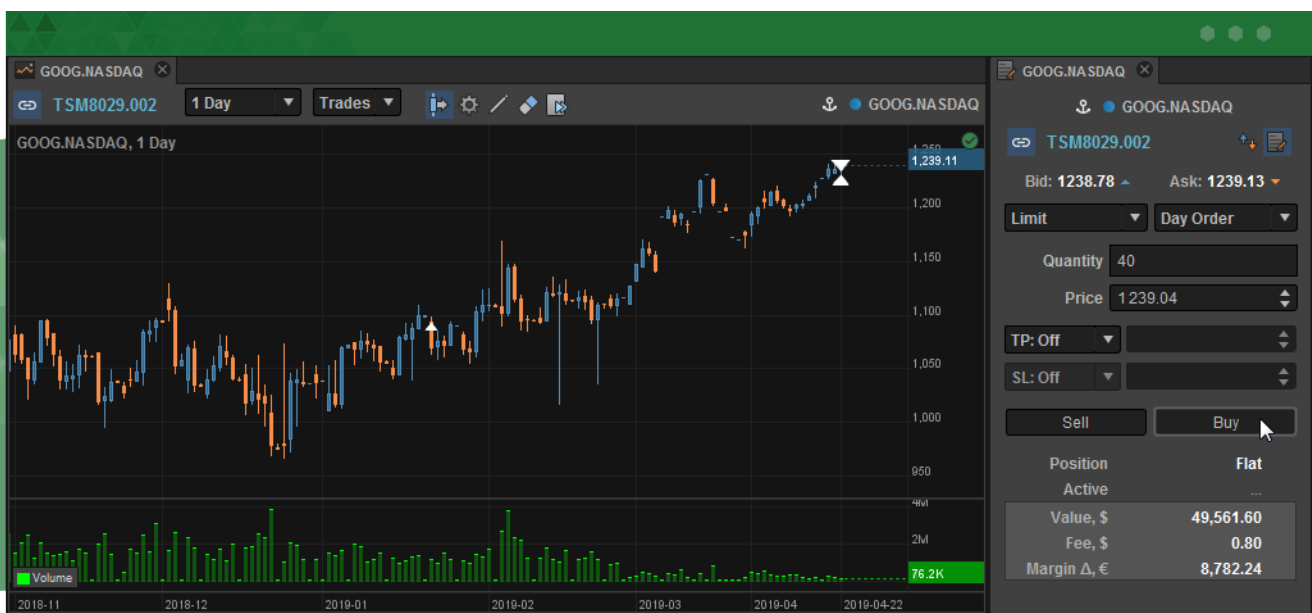 GOOG.NASDAQ
TSM8029.002 1 Day Trades GOOG.NASDAQ
GOOG.NASDAQ, 1 Day
1,250
1,239.11
1,200
1,150
1,100
1,050
1,000
950
4M
2M
76.2K
Volume
2018-11 2018-12 2019-01 2019-02 2019-03 2019-04 2019-04-22
GOOG.NASDAQ
GOOG.NASDAQ
TSM8029.002
Bid: 1238.78 Ask: 1239.13
Limit Day Order
Quantity 40
Price 1239.04
TP: Off
SL: Off
Sell Buy
Position Flat
Active ...
Value, $ 49,561.60
Fee, $ 0.80
Margin Δ, € 8,782.24